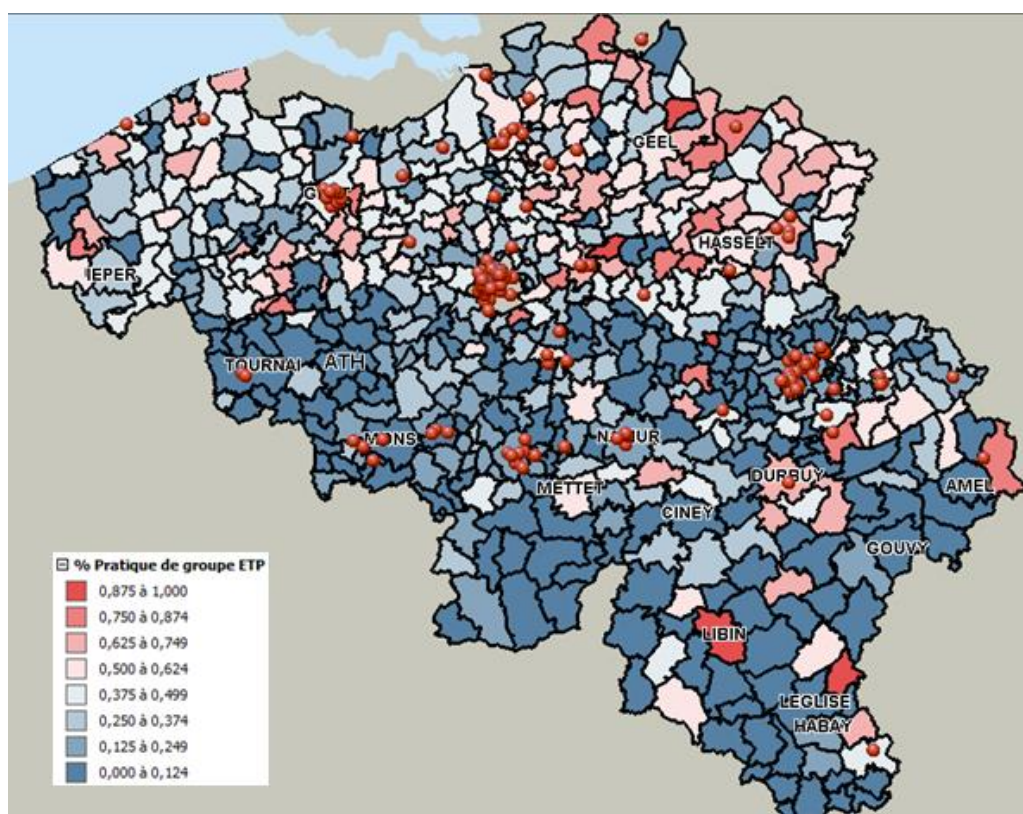 GEEL
HASSELT
IEPER
TOURNAI
ATH
MONS
NAMUR
METTET
DURBUY
AMEL
CINEY
GOUVY
LIBIN
LEGLISE
HABAY
⊟ % Pratique de groupe ETP
0,875 à 1,000
0,750 à 0,874
0,625 à 0,749
0,500 à 0,624
0,375 à 0,499
0,250 à 0,374
0,125 à 0,249
0,000 à 0,124